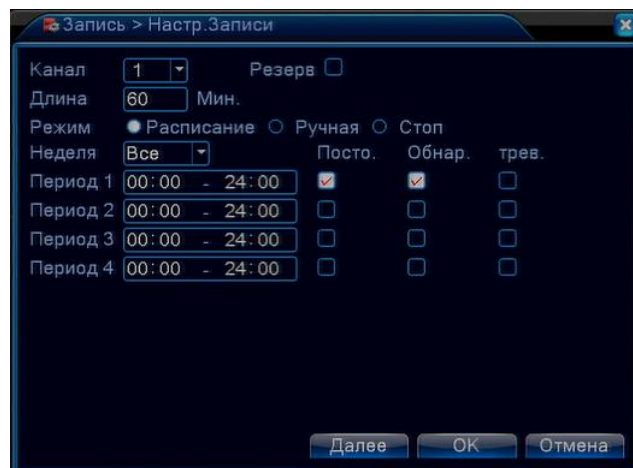 Запись > Настр.Записи
Канал 1 Резерв
Длина 60 Мин.
Режим Расписание Ручная Стоп
Неделя Все Посто. Обнар. трев.
Период 1 00:00 - 24:00
Период 2 00:00 - 24:00
Период 3 00:00 - 24:00
Период 4 00:00 - 24:00
Далее OK Отмена